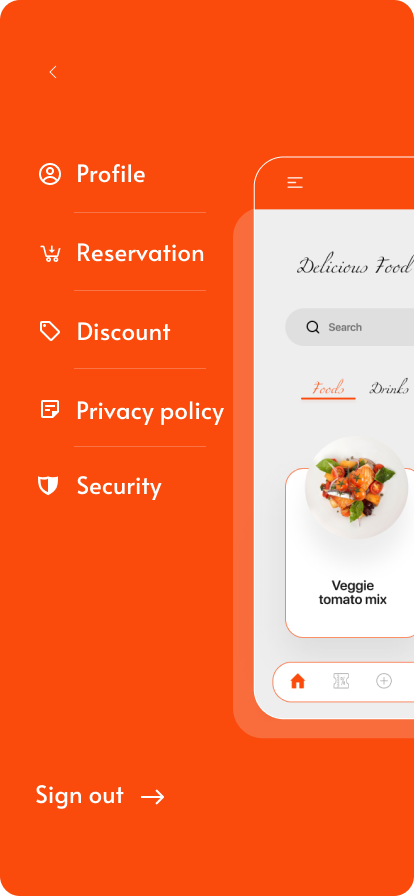 Profile
Reservation
Discount
Privacy policy
Security
Sign out
Delicious Food
Search
Foods
Drinks
Veggie
tomato mix